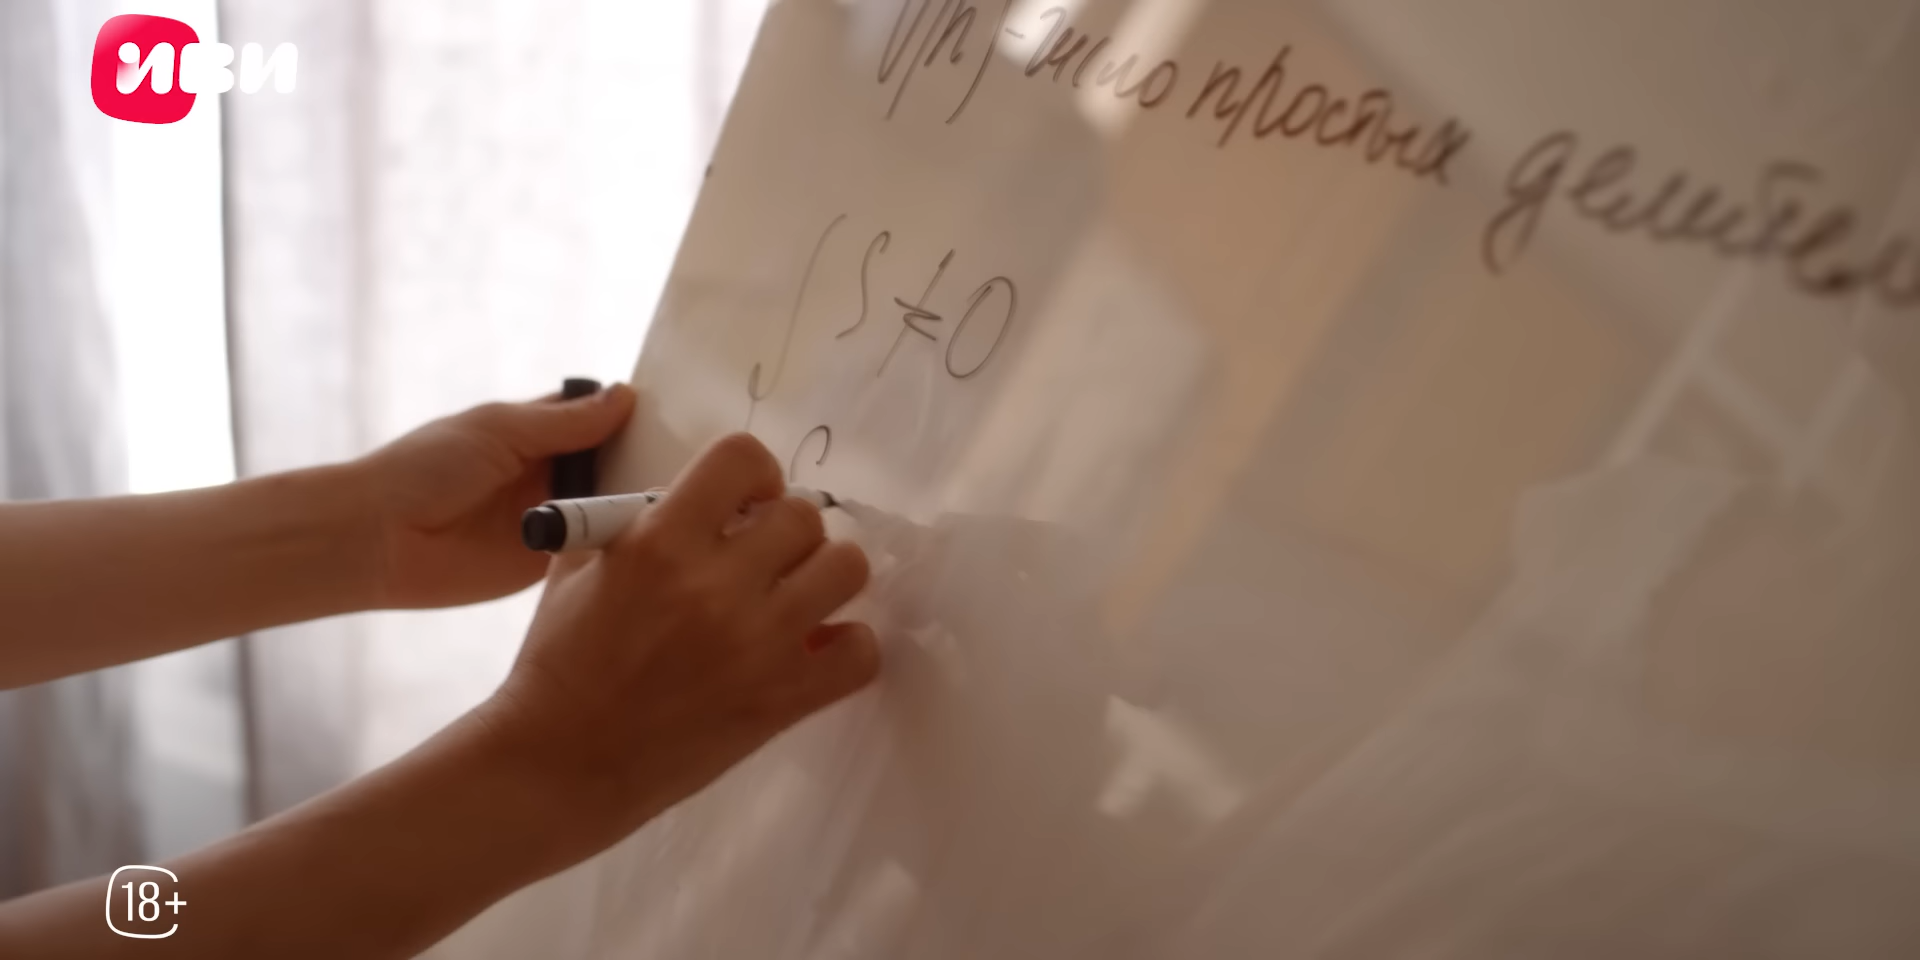 иви
V(n) - число простых делител
S ≠ 0
18+